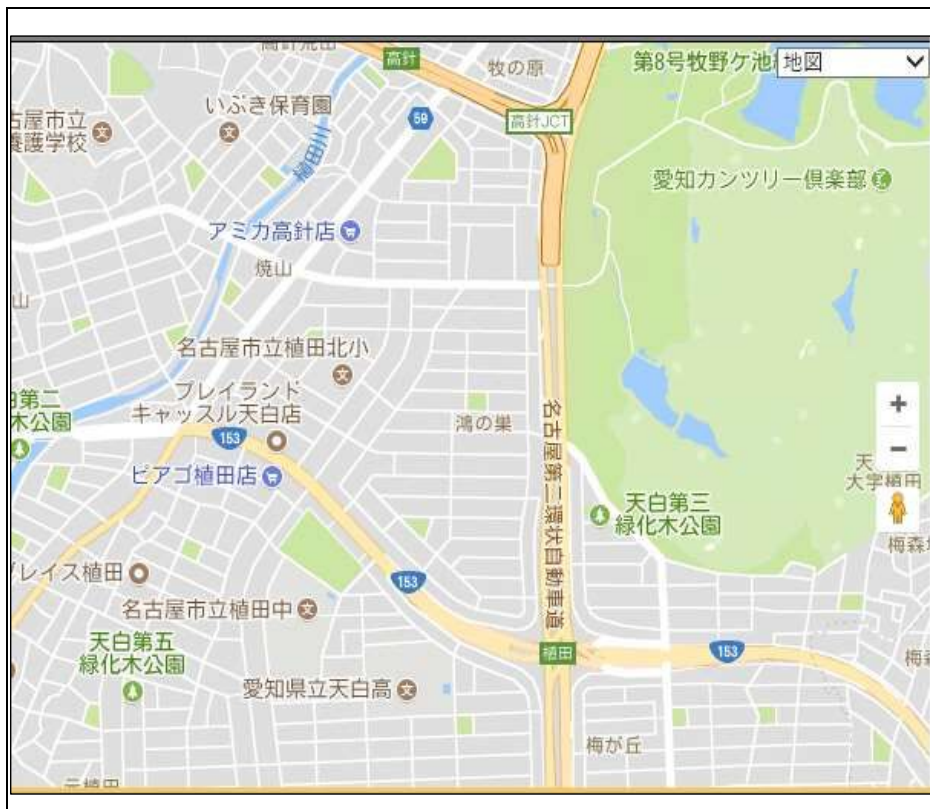 高針
牧の原
第8号牧野ケ池
地図
いぶき保育園
古屋市立
養護学校
59
高針JCT
植田川
愛知カンツリー倶楽部
アミカ高針店
焼山
山
名古屋市立植田北小
第二
木公園
プレイランド
キャッスル天白店
鴻の巣
153
ピアゴ植田店
名古屋第二環状自動車道
+
−
天
大字植田
天白第三
緑化木公園
梅森
プレイス植田
153
名古屋市立植田中
天白第五
緑化木公園
植田
153
梅森
愛知県立天白高
梅が丘
元植田